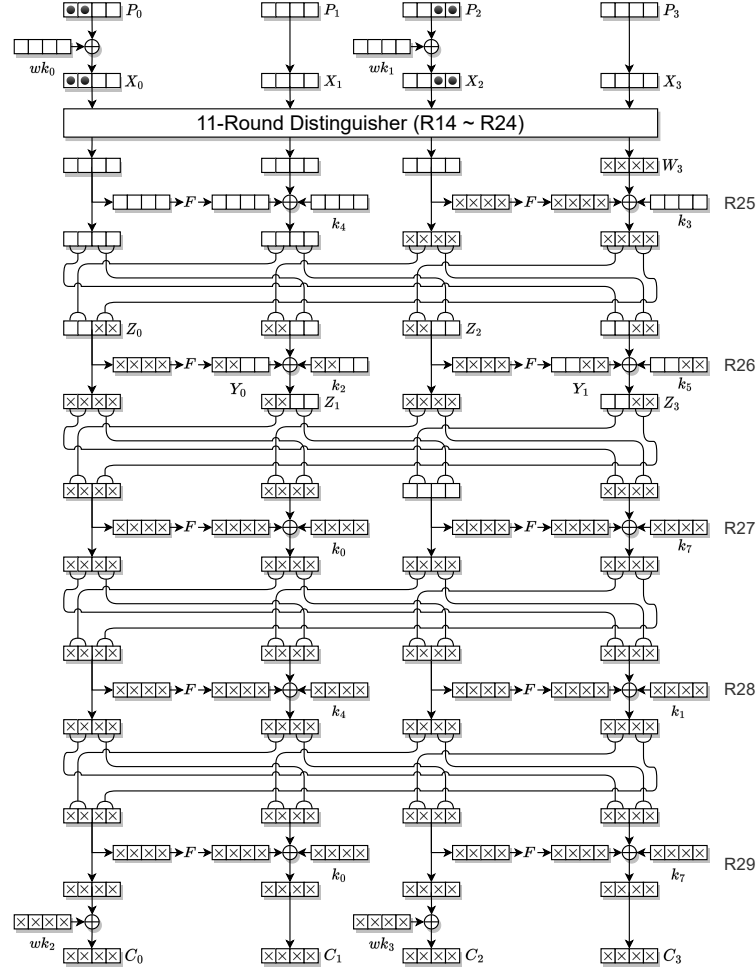 P₀ P₁ P₂ P₃
wk₀ wk₁
X₀ X₁ X₂ X₃
11-Round Distinguisher (R14 ~ R24)
W₃
F F R25
k₄ k₃
Z₀ Z₂
F F R26
Y₀ k₂ Y₁ k₅
Z₁ Z₃
F F R27
k₀ k₇
F F R28
k₄ k₁
F F R29
k₀ k₇
wk₂ wk₃
C₀ C₁ C₂ C₃